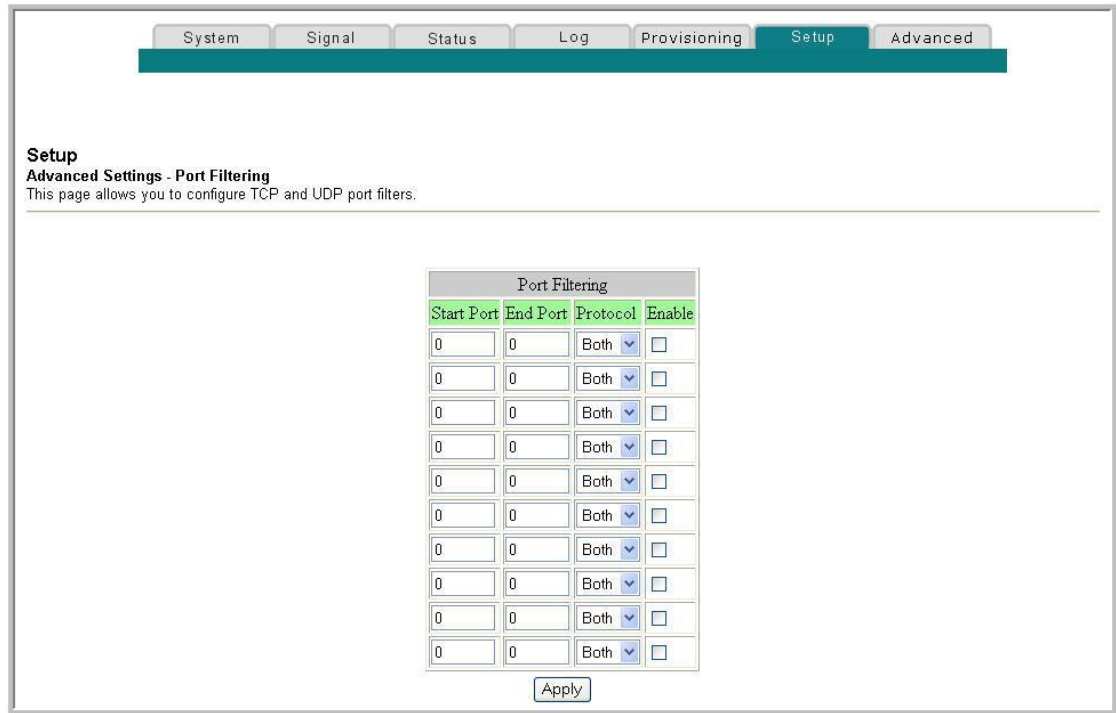 System Signal Status Log Provisioning Setup Advanced
Setup
Advanced Settings - Port Filtering
This page allows you to configure TCP and UDP port filters.
Port Filtering
Start Port End Port Protocol Enable
0 0 Both
0 0 Both
0 0 Both
0 0 Both
0 0 Both
0 0 Both
0 0 Both
0 0 Both
0 0 Both
0 0 Both
Apply